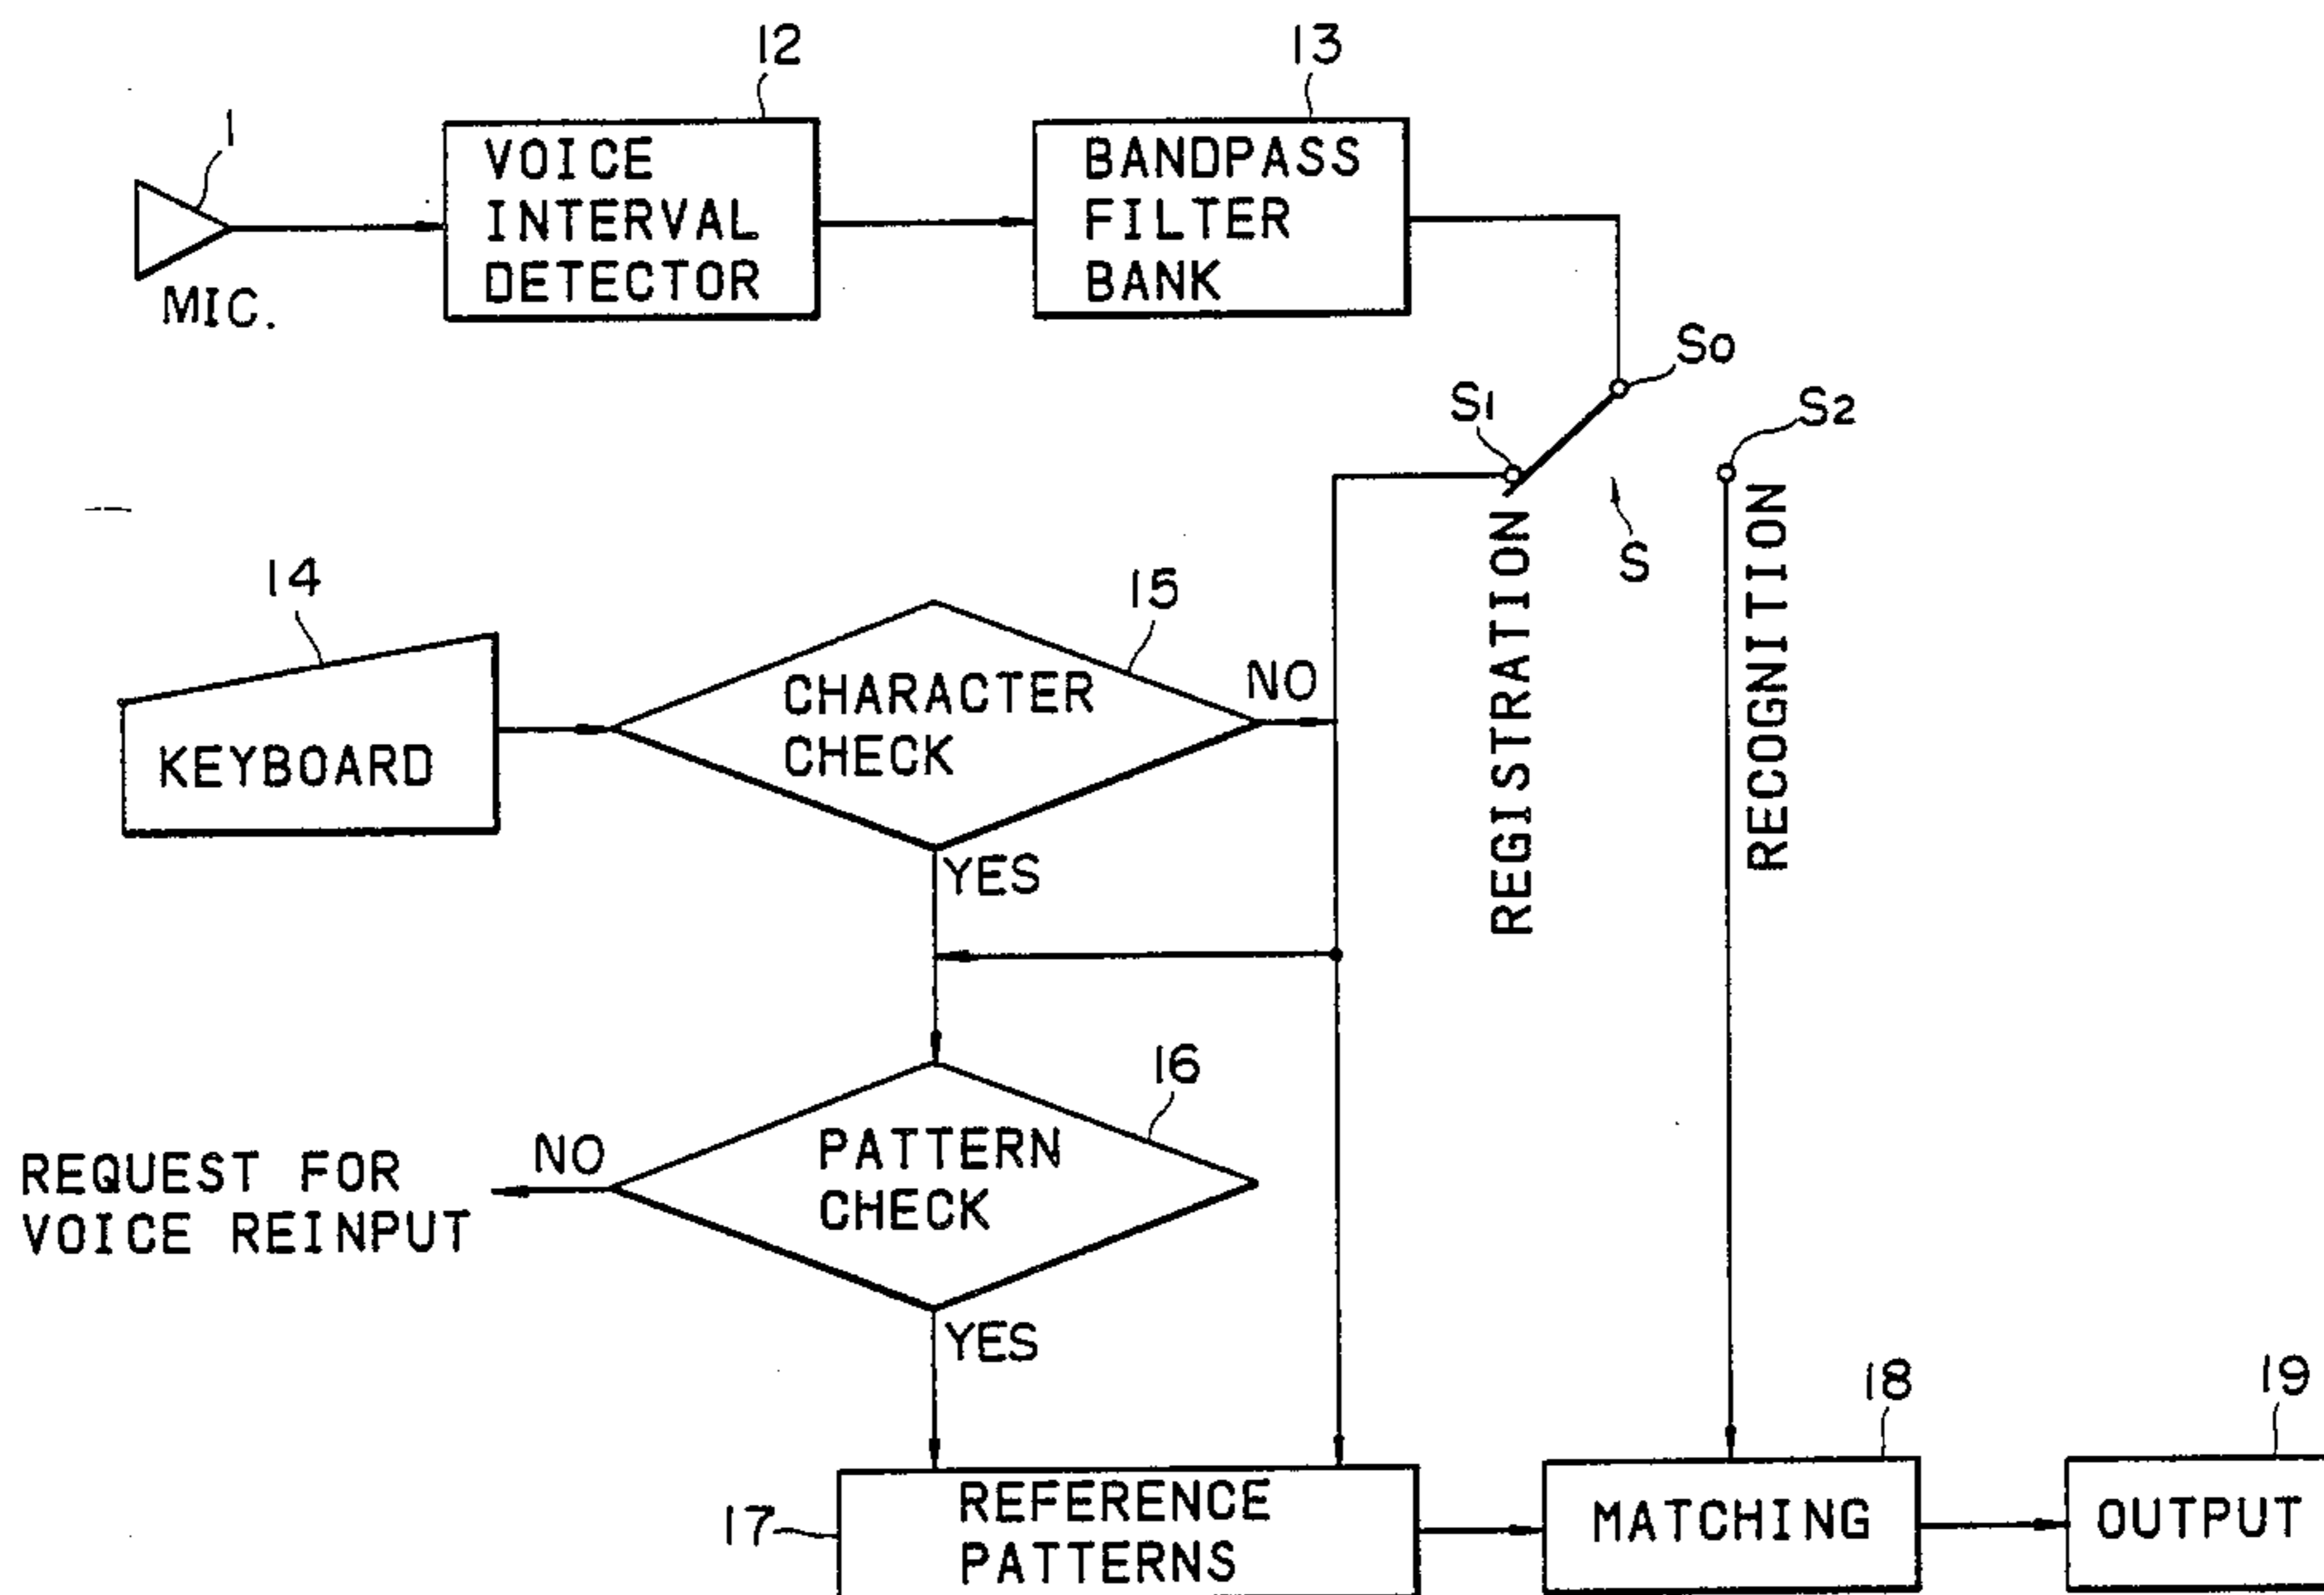 12
13
1
VOICE
INTERVAL
DETECTOR
BANDPASS
FILTER
BANK
MIC.
S0
S1
S2
S
REGISTRATION
RECOGNITION
14
15
KEYBOARD
CHARACTER
CHECK
NO
YES
16
PATTERN
CHECK
NO
REQUEST FOR
VOICE REINPUT
YES
17
REFERENCE
PATTERNS
18
MATCHING
19
OUTPUT